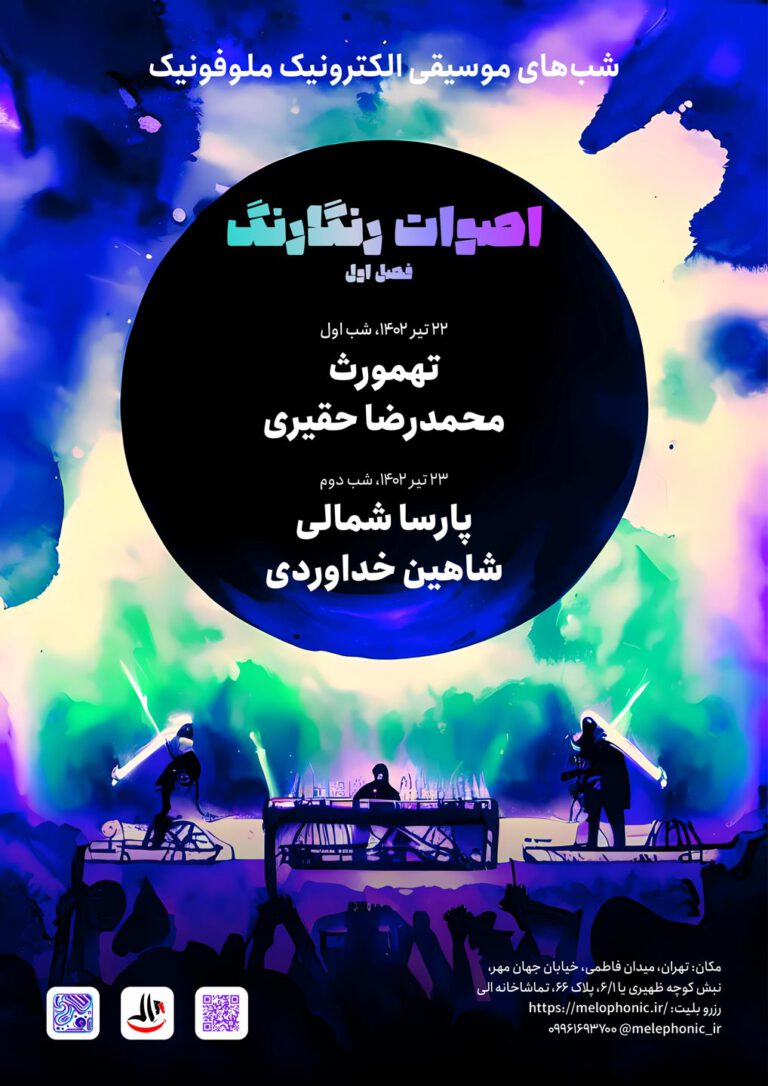 شب‌های موسیقی الکترونیک ملوفونیک
اصوات رنگارنگ
فصل اول
۲۲ تیر ۱۴۰۲، شب اول
تهمورث
محمدرضا حقیری
۲۳ تیر ۱۴۰۲، شب دوم
پارسا شمالی
شاهین خداوردی
مکان: تهران، میدان فاطمی، خیابان جهان مهر،
نبش کوچه ظهیری یا ۶/۱، پلاک ۶۶، تماشاخانه الی
رزرو بلیت: https://melophonic.ir/
۰۹۹۶۱۶۹۳۷۰۰ @melephonic_ir